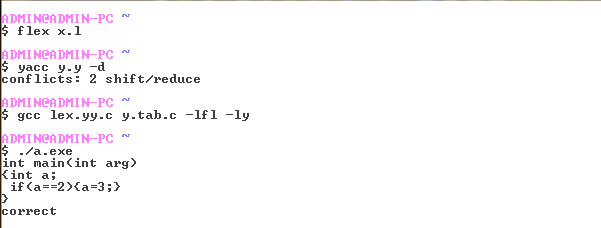 ADMIN@ADMIN-PC ~
$ flex x.l
ADMIN@ADMIN-PC ~
$ yacc y.y -d
conflicts: 2 shift/reduce
ADMIN@ADMIN-PC ~
$ gcc lex.yy.c y.tab.c -lfl -ly
ADMIN@ADMIN-PC ~
$ ./a.exe
int main(int arg)
{int a;
 if(a==2){a=3;}
}
correct